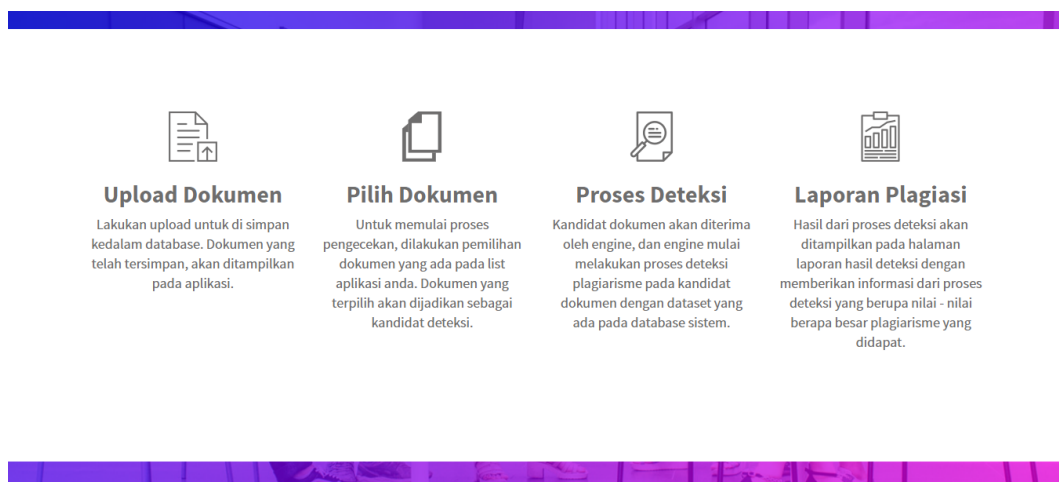 Upload Dokumen
Lakukan upload untuk di simpan
kedalam database. Dokumen yang
telah tersimpan, akan ditampilkan
pada aplikasi.
Pilih Dokumen
Untuk memulai proses
pengecekan, dilakukan pemilihan
dokumen yang ada pada list
aplikasi anda. Dokumen yang
terpilih akan dijadikan sebagai
kandidat deteksi.
Proses Deteksi
Kandidat dokumen akan diterima
oleh engine, dan engine mulai
melakukan proses deteksi
plagiarisme pada kandidat
dokumen dengan dataset yang
ada pada database sistem.
Laporan Plagiasi
Hasil dari proses deteksi akan
ditampilkan pada halaman
laporan hasil deteksi dengan
memberikan informasi dari proses
deteksi yang berupa nilai - nilai
berapa besar plagiarisme yang
didapat.